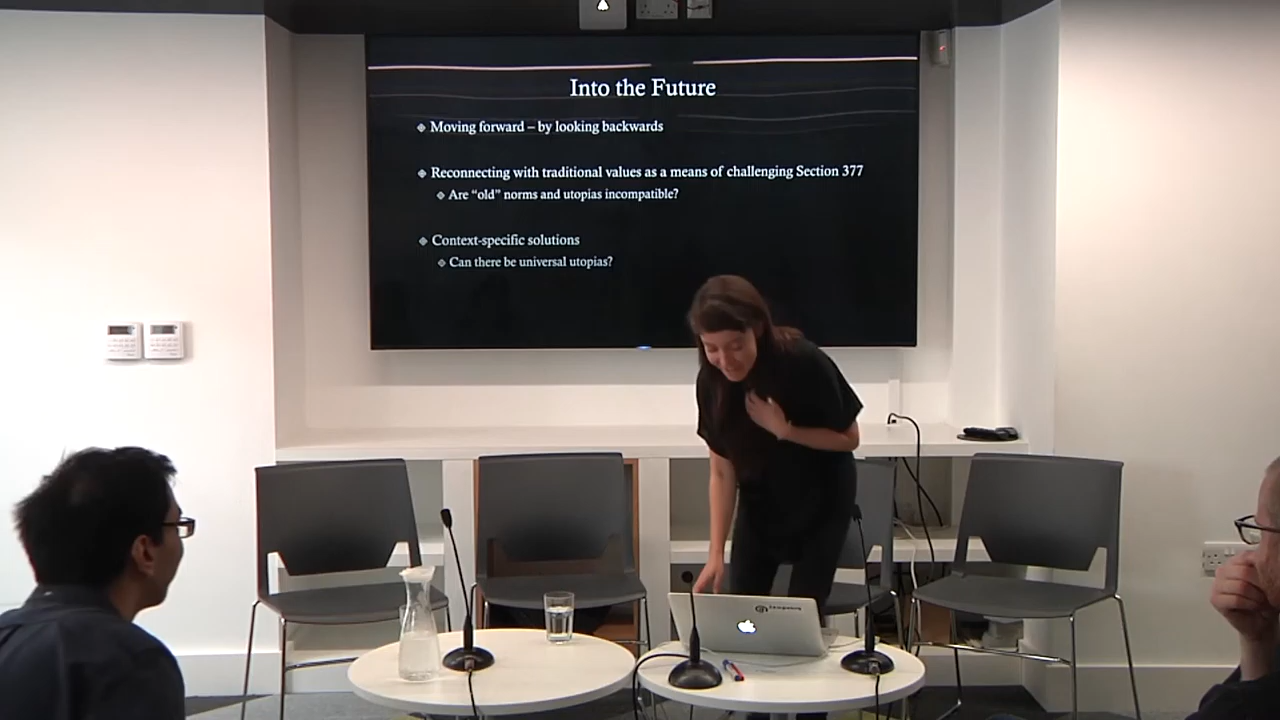 Into the Future
Moving forward – by looking backwards
Reconnecting with traditional values as a means of challenging Section 377
Are “old” norms and utopias incompatible?
Context-specific solutions
Can there be universal utopias?